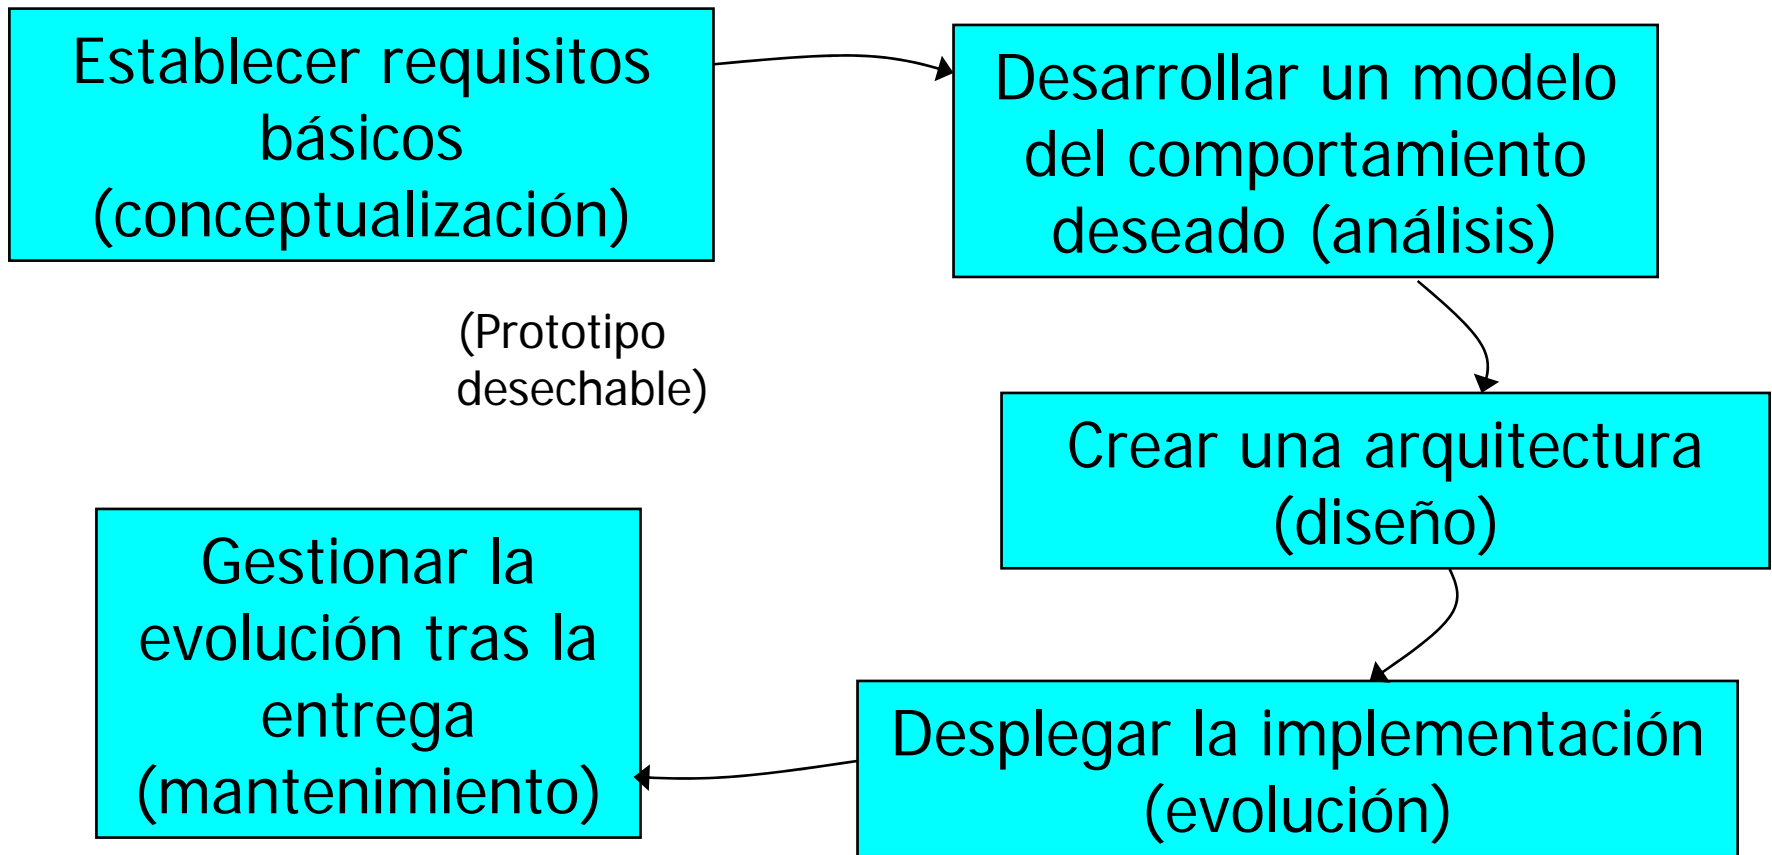 Establecer requisitos
básicos
(conceptualización)
Desarrollar un modelo
del comportamiento
deseado (análisis)
(Prototipo
desechable)
Crear una arquitectura
(diseño)
Gestionar la
evolución tras la
entrega
(mantenimiento)
Desplegar la implementación
(evolución)